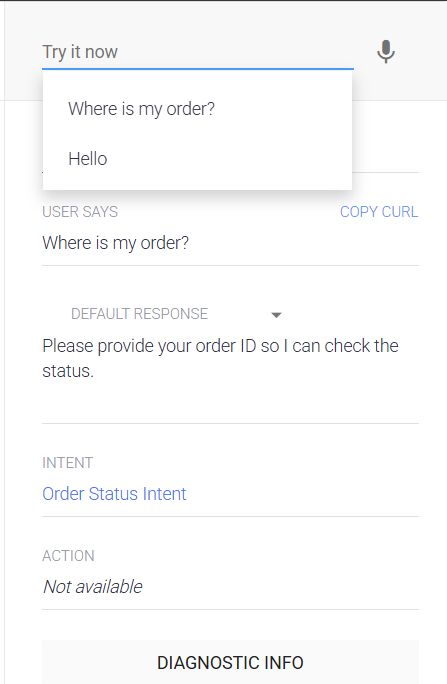 Try it now
Where is my order?
Hello
USER SAYS
COPY CURL
Where is my order?
DEFAULT RESPONSE
Please provide your order ID so I can check the
status.
INTENT
Order Status Intent
ACTION
Not available
DIAGNOSTIC INFO